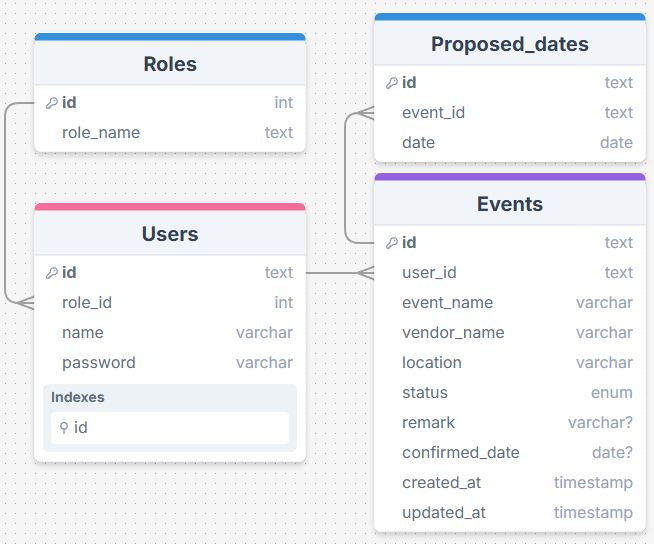 Roles
id int
role_name text
Users
id text
role_id int
name varchar
password varchar
Indexes
id
Proposed_dates
id text
event_id text
date date
Events
id text
user_id text
event_name varchar
vendor_name varchar
location varchar
status enum
remark varchar?
confirmed_date date?
created_at timestamp
updated_at timestamp